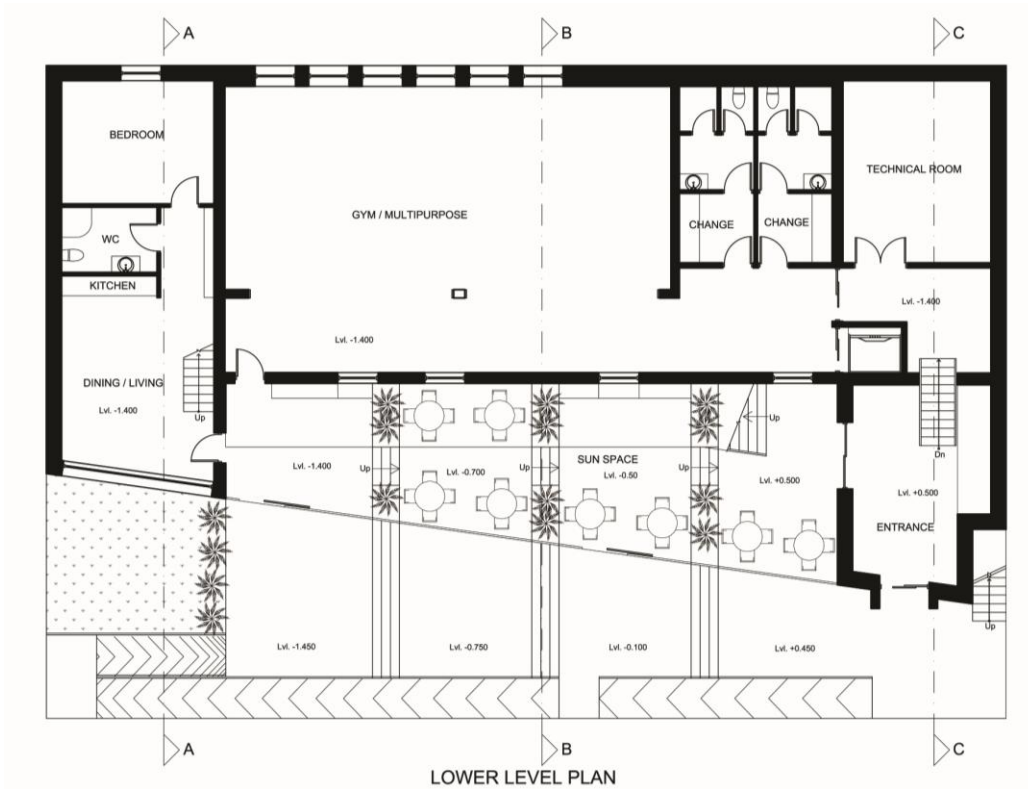 A
B
C
BEDROOM
TECHNICAL ROOM
GYM / MULTIPURPOSE
CHANGE
CHANGE
WC
KITCHEN
Lvl. -1.400
Lvl. -1.400
DINING / LIVING
Lvl. -1.400
Up
Up
Dn
SUN SPACE
Lvl. -1.400
Up
Lvl. -0.700
Up
Lvl. -0.50
Up
Lvl. +0.500
Lvl. +0.500
ENTRANCE
Up
Lvl. -1.450
Lvl. -0.750
Lvl. -0.100
Lvl. +0.450
A
B
C
LOWER LEVEL PLAN